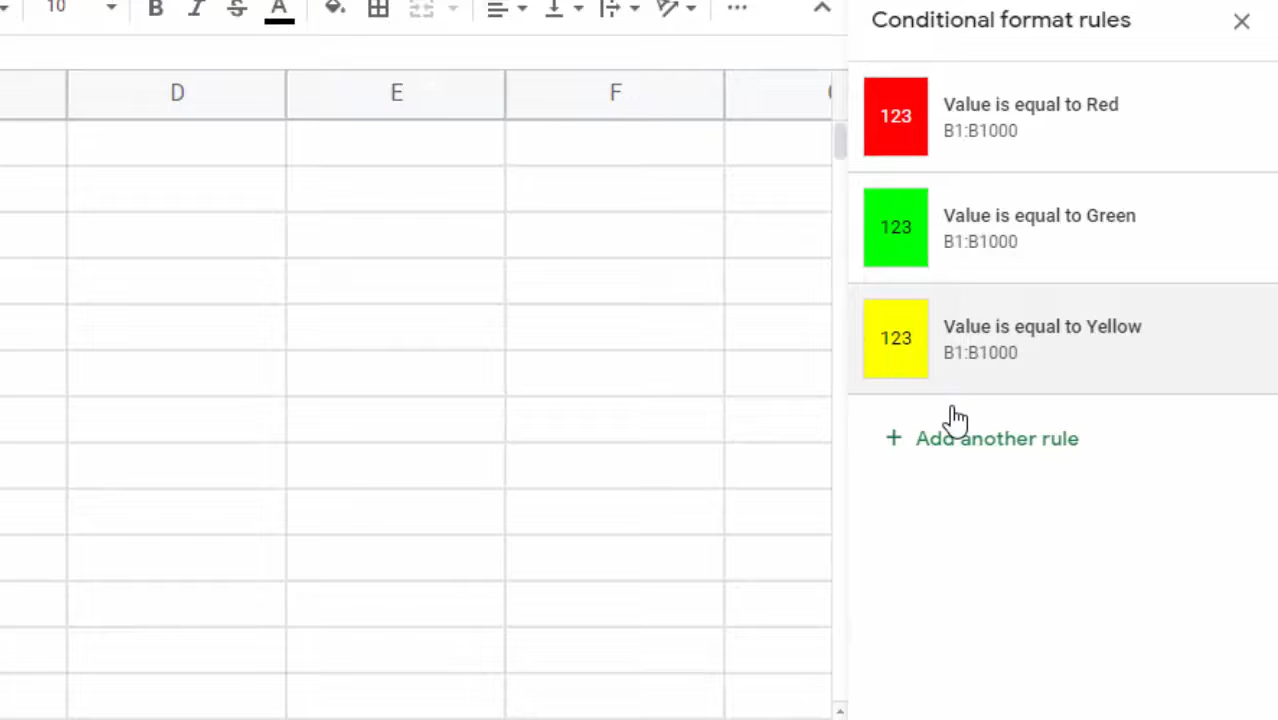 10 B I S A
Conditional format rules
D E F
123 Value is equal to Red
B1:B1000
123 Value is equal to Green
B1:B1000
123 Value is equal to Yellow
B1:B1000
+ Add another rule